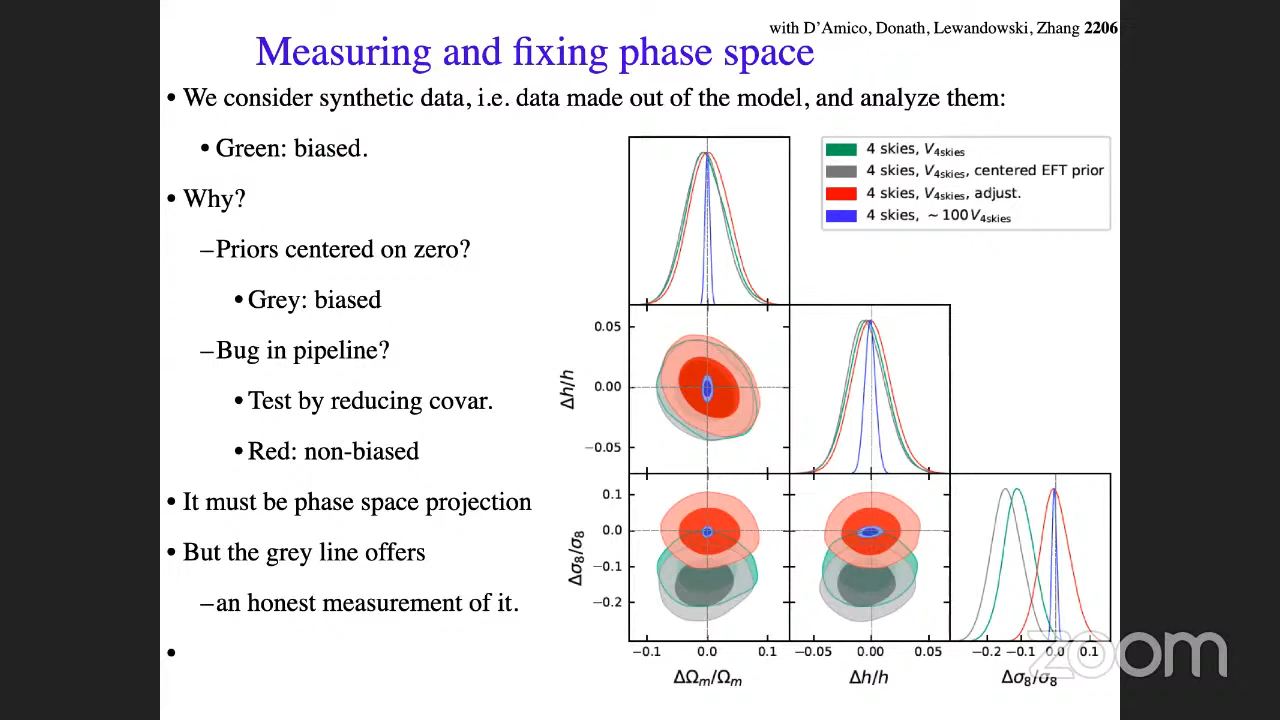 with D'Amico, Donath, Lewandowski, Zhang 2206
Measuring and fixing phase space
• We consider synthetic data, i.e. data made out of the model, and analyze them:
• Green: biased.
• Why?
–Priors centered on zero?
• Grey: biased
–Bug in pipeline?
• Test by reducing covar.
• Red: non-biased
• It must be phase space projection
• But the grey line offers
–an honest measurement of it.
•
4 skies, V4skies
4 skies, V4skies, centered EFT prior
4 skies, V4skies, adjust.
4 skies, ~ 100V4skies
0.05
0.00
−0.05
Δh/h
0.1
0.0
−0.1
−0.2
Δσ8/σ8
−0.1 0.0 0.1
−0.05 0.00 0.05
−0.2 −0.1 0.0 0.1
ΔΩm/Ωm
Δh/h
Δσ8/σ8
zoom